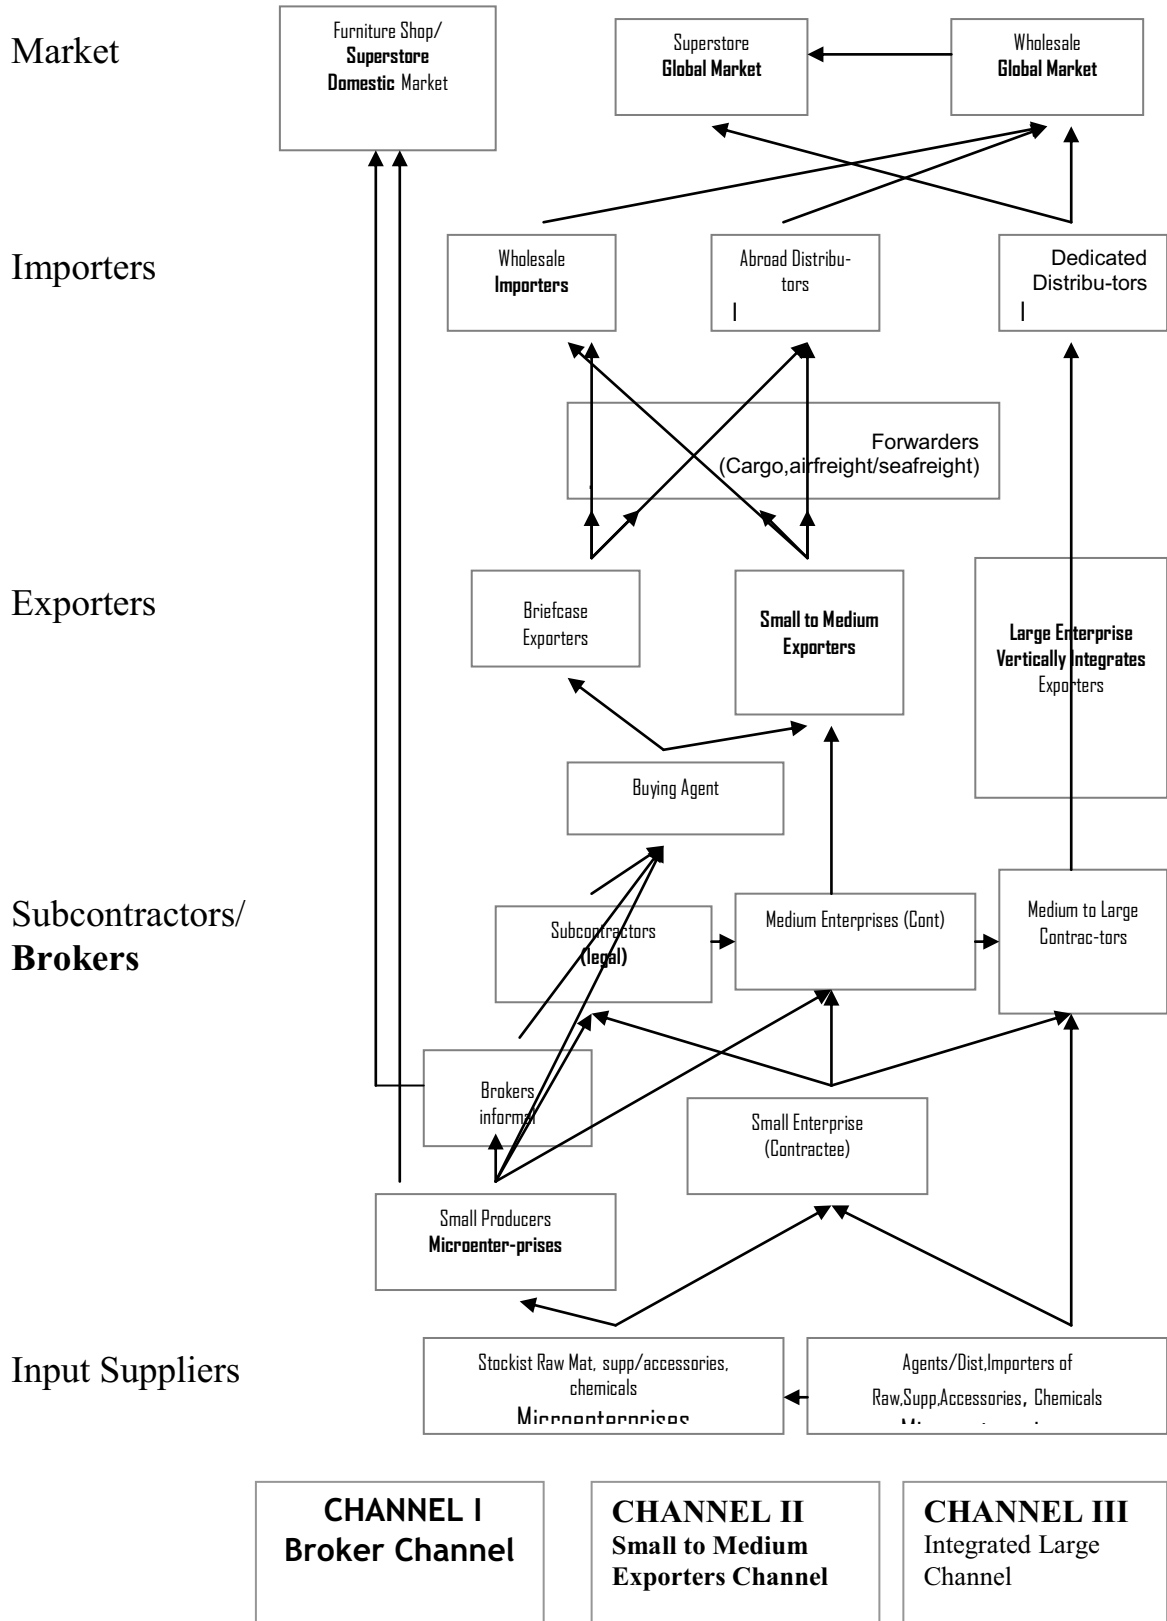 Market
Furniture Shop/
Superstore
Domestic Market
Superstore
Global Market
Wholesale
Global Market
Importers
Wholesale
Importers
Abroad Distribu-
tors
Dedicated
Distribu-tors
Forwarders
(Cargo,airfreight/seafreight)
Exporters
Briefcase
Exporters
Small to Medium
Exporters
Large Enterprise
Vertically Integrates
Exporters
Buying Agent
Subcontractors/
Brokers
Subcontractors
(legal)
Medium Enterprises (Cont)
Medium to Large
Contrac-tors
Brokers
informal
Small Enterprise
(Contractee)
Small Producers
Microenter-prises
Input Suppliers
Stockist Raw Mat, supp/accessories,
chemicals
Microenterprises
Agents/Dist,Importers of
Raw,Supp,Accessories, Chemicals
CHANNEL I
Broker Channel
CHANNEL II
Small to Medium
Exporters Channel
CHANNEL III
Integrated Large
Channel